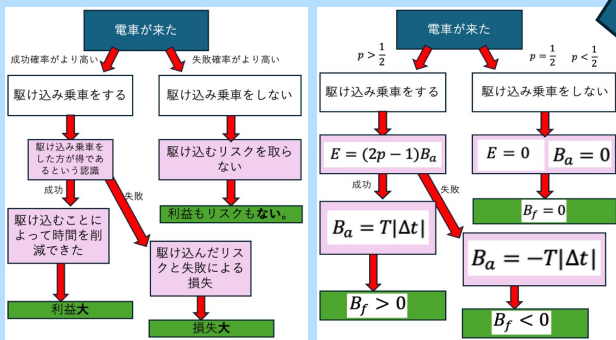 電車が来た
成功確率がより高い
失敗確率がより高い
駆け込み乗車をする
駆け込み乗車をしない
駆け込み乗車を
した方が得であ
るという認識
駆け込むリスクを取ら
ない
成功
失敗
利益もリスクもない。
駆け込むことに
よって時間を削
減できた
駆け込んだリス
クと失敗による
損失
利益大
損失大
電車が来た
p > 1/2
p = 1/2 p < 1/2
駆け込み乗車をする
駆け込み乗車をしない
E = (2p − 1)B_a
E = 0 B_a = 0
成功
失敗
B_f = 0
B_a = T|Δt|
B_a = −T|Δt|
B_f > 0
B_f < 0